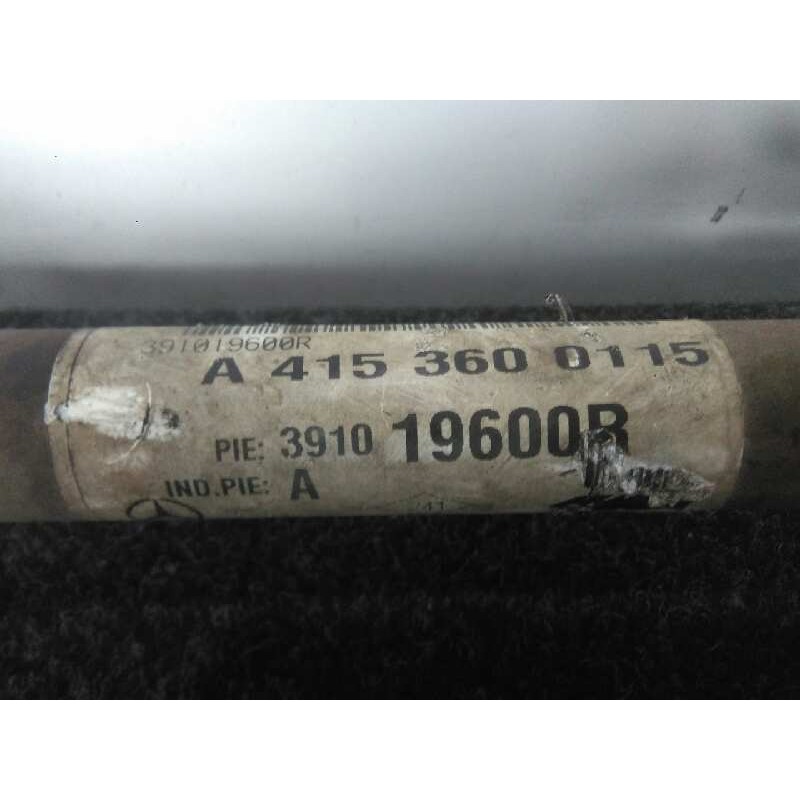 391019600R
A 415 360 0115
PIE: 3910 19600R
IND.PIE: A